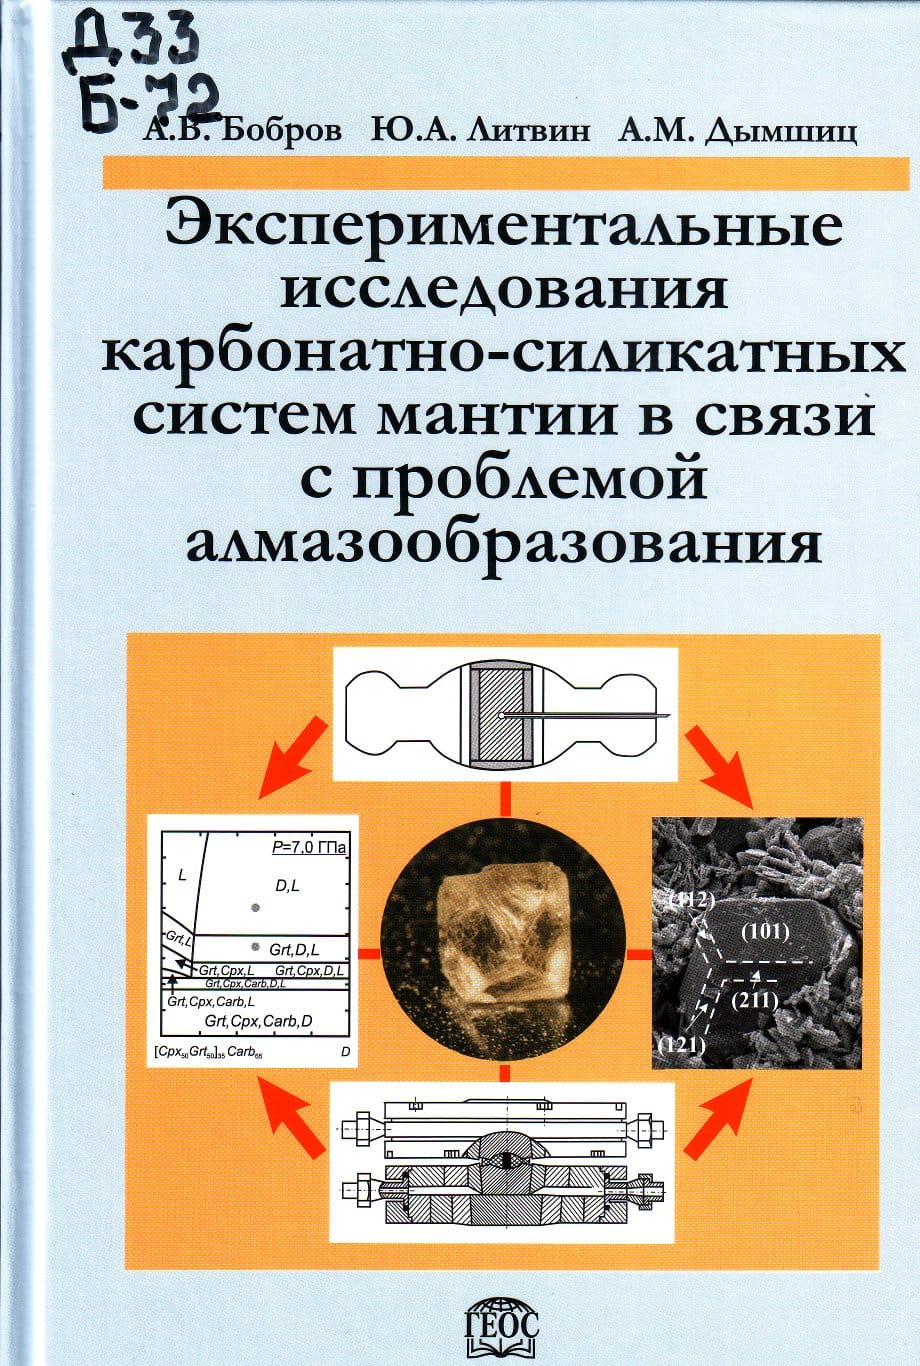 Д33
Б-72
А.В. Бобров Ю.А. Литвин А.М. Дымшиц
Экспериментальные
исследования
карбонатно-силикатных
систем мантии в связи
с проблемой
алмазообразования
P=7,0 ГПа
L
D,L
Grt,L
Grt,D,L
Grt,Cpx,L
Grt,Cpx,D,L
Grt,Cpx,Carb,D,L
Grt,Cpx,Carb,L
Grt,Cpx,Carb,D
[Cpx₅₀Grt₅₀]₃₅Carb₆₅ D
(112)
(101)
(211)
(121)
ГЕОС